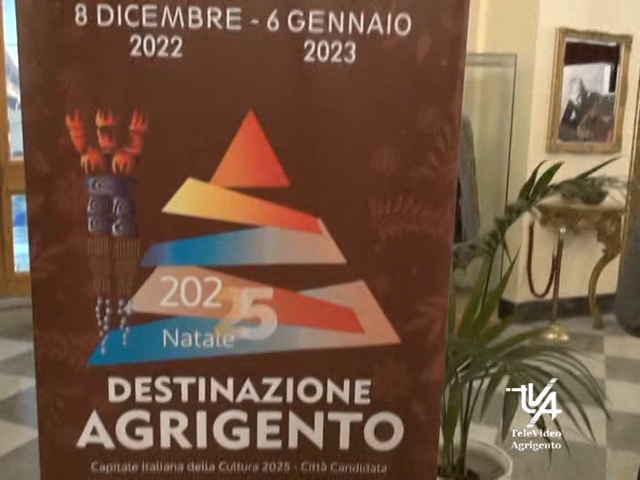 8 DICEMBRE - 6 GENNAIO
2022 2023
2025
Natale
DESTINAZIONE
AGRIGENTO
Capitale Italiana della Cultura 2025 - Città Candidata
TVA
TeleVideo
Agrigento